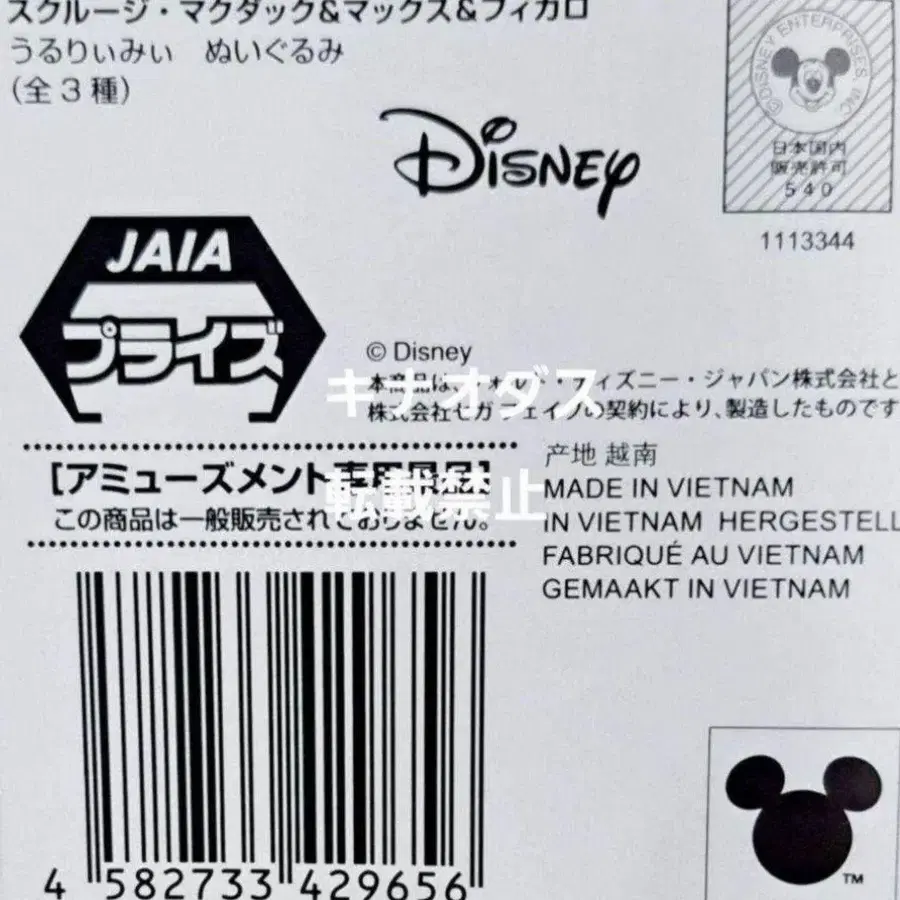 スクルージ・マクダック&マックス&フィガロ
うるりぃみぃ ぬいぐるみ
(全3種)
Disney
©DISNEY ENTERPRISES INC.
日本国内
販売許可
540
1113344
JAIA
プライズ
© Disney
本商品は、ウォルト・ディズニー・ジャパン株式会社と
株式会社セガ フェイブの契約により、製造したものです
キナオダス
転載禁止
[アミューズメント専用景品]
この商品は一般販売されておりません。
产地 越南
MADE IN VIETNAM
IN VIETNAM HERGESTELL
FABRIQUÉ AU VIETNAM
GEMAAKT IN VIETNAM
4 582733 429656
TM